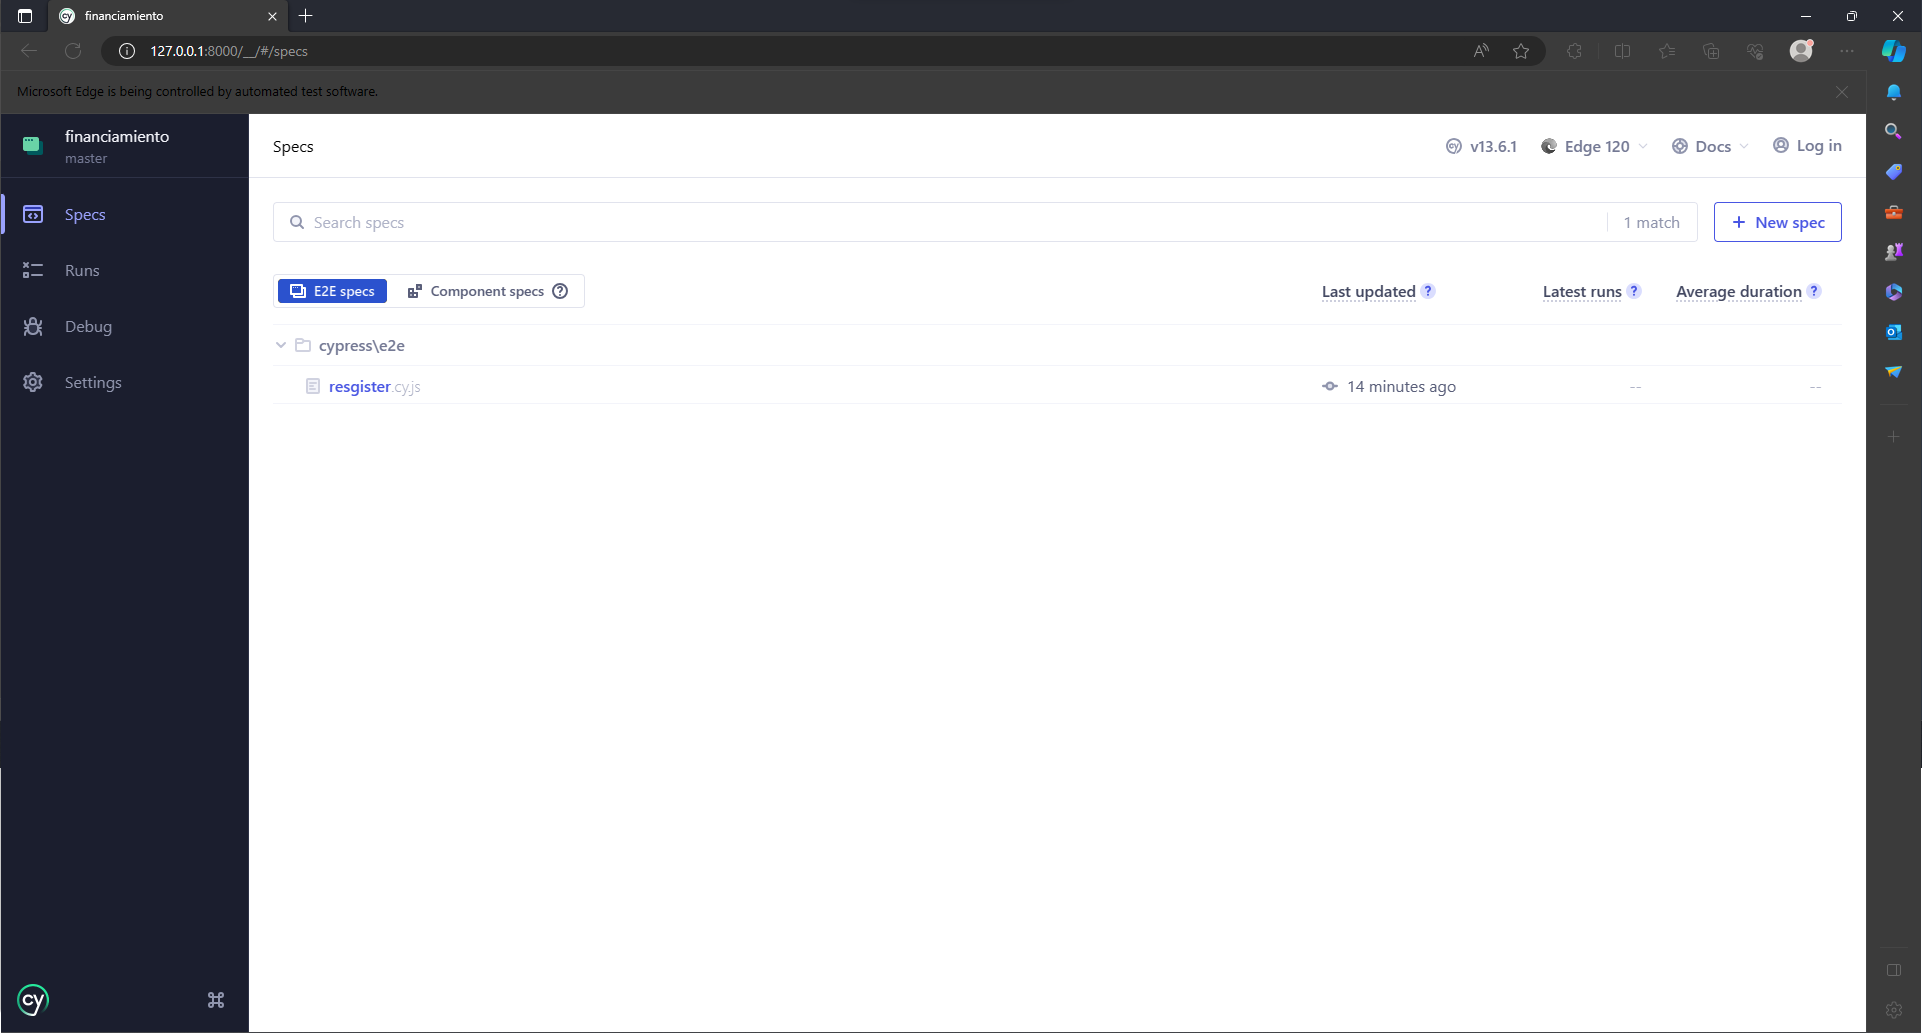 financiamiento
127.0.0.1:8000/__/#/specs
Microsoft Edge is being controlled by automated test software.
financiamiento
master
Specs
Runs
Debug
Settings
cy
Specs
v13.6.1
Edge 120
Docs
Log in
Search specs
1 match
+ New spec
E2E specs
Component specs ?
Last updated ?
Latest runs ?
Average duration ?
cypress\e2e
resgister.cy.js
14 minutes ago
--
--